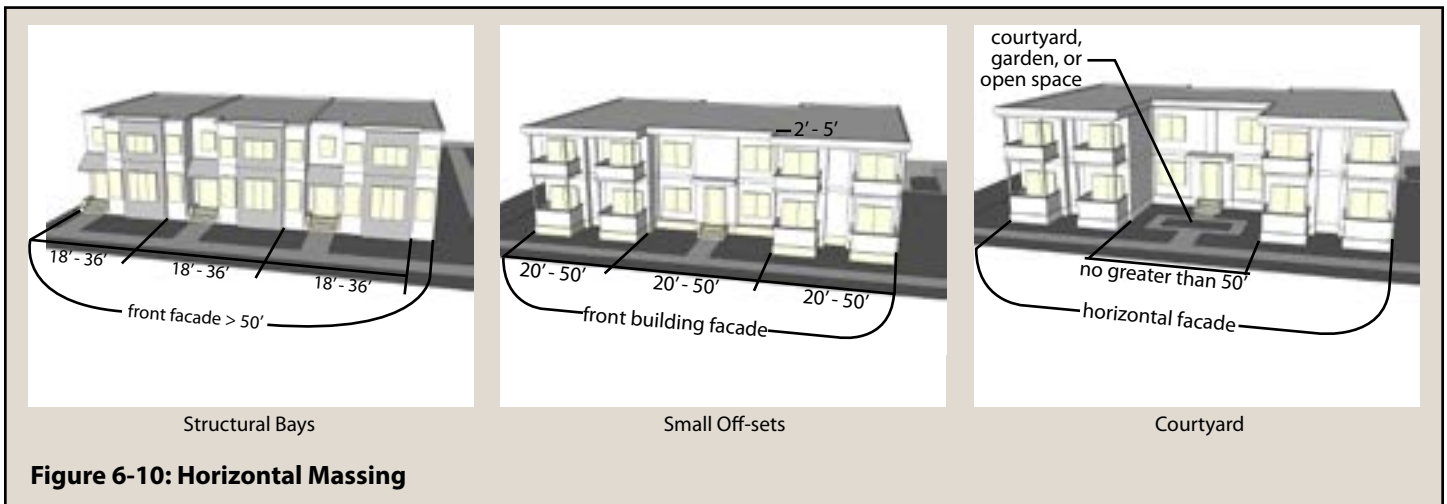 18’ - 36’
18’ - 36’
18’ - 36’
front facade > 50’
Structural Bays
2’ - 5’
20’ - 50’
20’ - 50’
20’ - 50’
front building facade
Small Off-sets
courtyard,
garden, or
open space
no greater than 50’
horizontal facade
Courtyard
Figure 6-10: Horizontal Massing